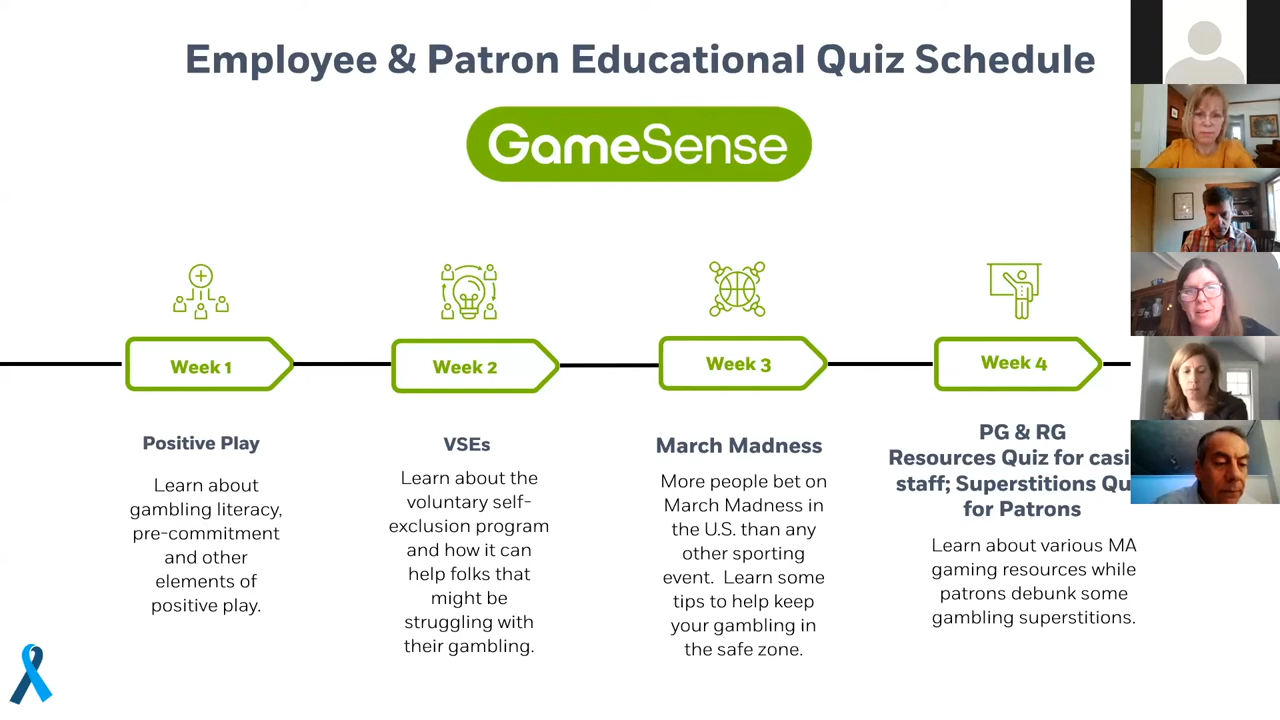 Employee & Patron Educational Quiz Schedule
GameSense
Week 1
Week 2
Week 3
Week 4
Positive Play
Learn about
gambling literacy,
pre-commitment
and other
elements of
positive play.
VSEs
Learn about the
voluntary self-
exclusion program
and how it can
help folks that
might be
struggling with
their gambling.
March Madness
More people bet on
March Madness in
the U.S. than any
other sporting
event. Learn some
tips to help keep
your gambling in
the safe zone.
PG & RG
Resources Quiz for casi
staff; Superstitions Qu
for Patrons
Learn about various MA
gaming resources while
patrons debunk some
gambling superstitions.